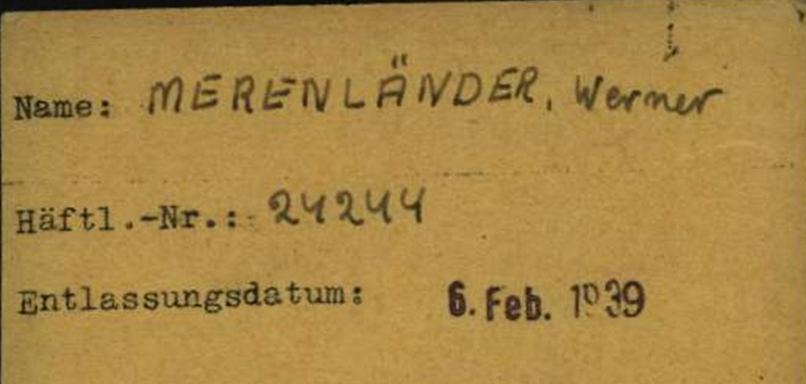 Name: MERENLÄNDER, Werner
Häftl.-Nr.: 24244
Entlassungsdatum: 6. Feb. 1939